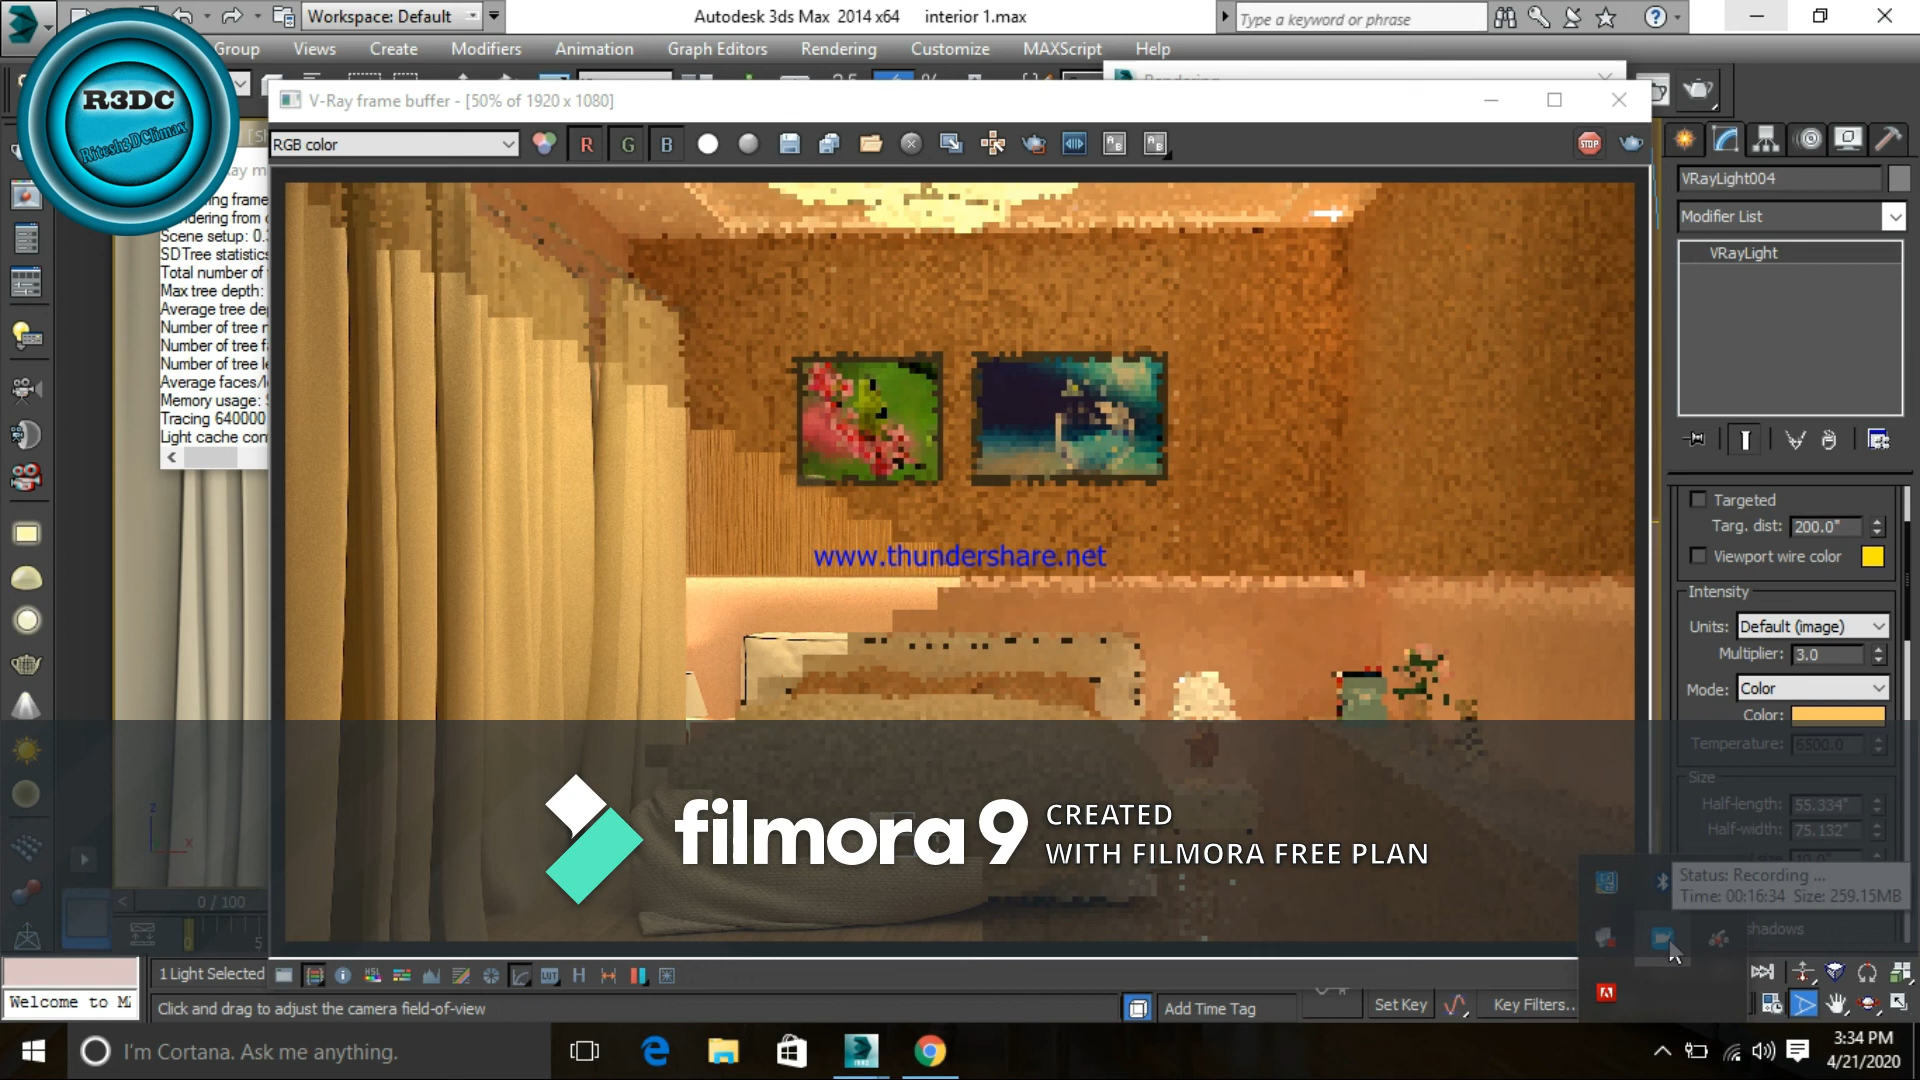 Workspace: Default
Autodesk 3ds Max 2014 x64 interior 1.max
Type a keyword or phrase
Group Views Create Modifiers Animation Graph Editors Rendering Customize MAXScript Help
R3DC
Ritesh3DClimax
V-Ray frame buffer - [50% of 1920 x 1080]
RGB color
R G B
STOP
VRayLight004
Modifier List
VRayLight
Scene setup: 0.
SDTree statistics
Total number of
Max tree depth:
Average tree de
Number of tree
Number of tree f
Number of tree le
Average faces/l
Memory usage:
Tracing 640000
Light cache con
www.thundershare.net
Targeted
Targ. dist: 200.0"
Viewport wire color
Intensity
Units: Default (image)
Multiplier: 3.0
Mode: Color
Color:
Temperature: 6500.0
Size
Half-length: 55.334"
Half-width: 75.132"
shadows
filmora9 CREATED
WITH FILMORA FREE PLAN
Status: Recording ...
Time: 00:16:34 Size: 259.15MB
z
x
0 / 100
5
1 Light Selected
Welcome to M
Click and drag to adjust the camera field-of-view
Add Time Tag
Set Key
Key Filters..
I'm Cortana. Ask me anything.
3:34 PM
4/21/2020